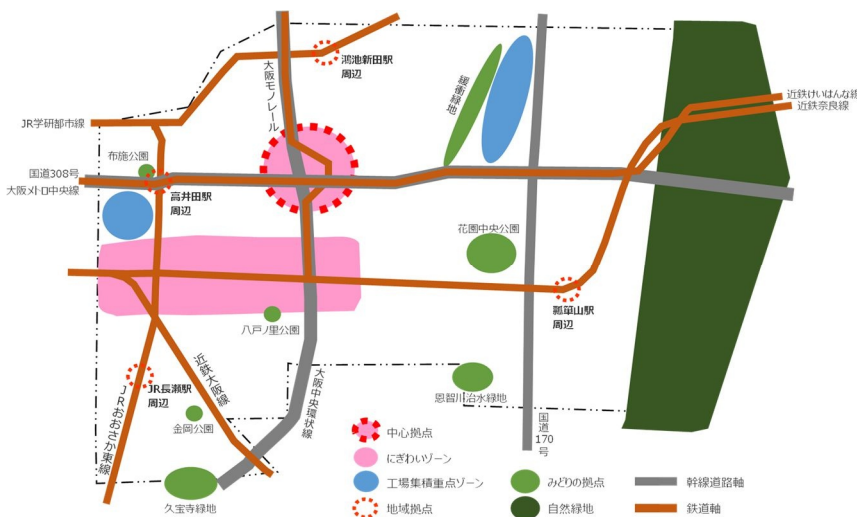 鴻池新田駅
周辺
大阪モノレール
緩衝緑地
近鉄けいはんな線
近鉄奈良線
JR学研都市線
布施公園
国道308号
大阪メトロ中央線
高井田駅
周辺
花園中央公園
瓢箪山駅
周辺
八戸ノ里公園
JR長瀬駅
周辺
近鉄大阪線
大阪中央環状線
恩智川治水緑地
JRおおさか東線
金岡公園
国道170号
久宝寺緑地
中心拠点
にぎわいゾーン
工場集積重点ゾーン
地域拠点
みどりの拠点
自然緑地
幹線道路軸
鉄道軸